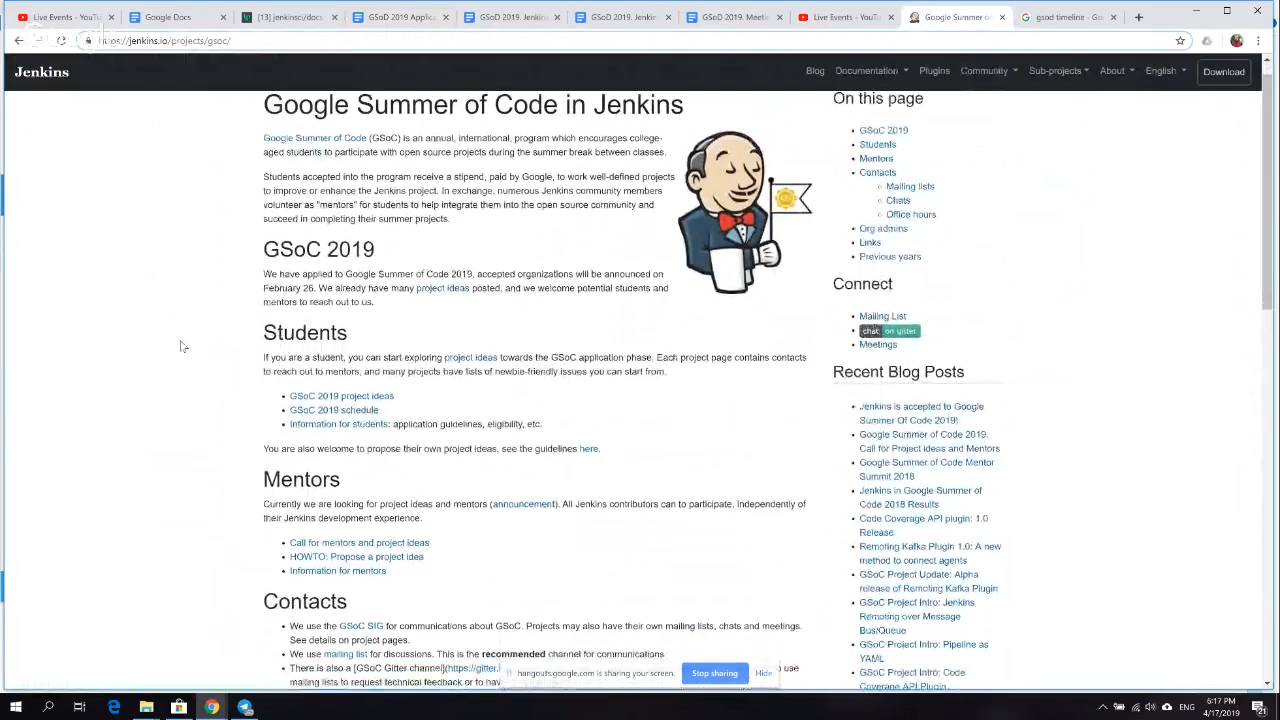 Live Events - YouTu
Google Docs
[13] jenkinsci/docs
GSoD 2019 Applica
GSoD 2019. Jenkins
GSoD 2019. Jenkins
GSoD 2019. Meetin
Live Events - YouTu
Google Summer of
gsod timeline - Goo
https://jenkins.io/projects/gsoc/
Jenkins
Blog Documentation Plugins Community Sub-projects About English Download
Google Summer of Code in Jenkins
Google Summer of Code (GSoC) is an annual, international, program which encourages college-
aged students to participate with open source projects during the summer break between classes.
Students accepted into the program receive a stipend, paid by Google, to work well-defined projects
to improve or enhance the Jenkins project. In exchange, numerous Jenkins community members
volunteer as "mentors" for students to help integrate them into the open source community and
succeed in completing their summer projects.
GSoC 2019
We have applied to Google Summer of Code 2019, accepted organizations will be announced on
February 26. We already have many project ideas posted, and we welcome potential students and
mentors to reach out to us.
Students
If you are a student, you can start exploring project ideas towards the GSoC application phase. Each project page contains contacts
to reach out to mentors, and many projects have lists of newbie-friendly issues you can start from.
GSoC 2019 project ideas
GSoC 2019 schedule
Information for students: application guidelines, eligibility, etc.
You are also welcome to propose their own project ideas, see the guidelines here.
Mentors
Currently we are looking for project ideas and mentors (announcement). All Jenkins contributors can to participate, independently of
their Jenkins development experience.
Call for mentors and project ideas
HOWTO: Propose a project idea
Information for mentors
Contacts
We use the GSoC SIG for communications about GSoC. Projects may also have their own mailing lists, chats and meetings.
See details on project pages.
We use mailing list for discussions. This is the recommended channel for communications
There is also a [GSoC Gitter channel](https://gitter.
use
mailing lists to request technical feedback or to hav
On this page
GSoC 2019
Students
Mentors
Contacts
Mailing lists
Chats
Office hours
Org admins
Links
Previous years
Connect
Mailing List
chat on gitter
Meetings
Recent Blog Posts
Jenkins is accepted to Google
Summer Of Code 2019!
Google Summer of Code 2019.
Call for Project ideas and Mentors
Google Summer of Code Mentor
Summit 2018
Jenkins in Google Summer of
Code 2018 Results
Code Coverage API plugin: 1.0
Release
Remoting Kafka Plugin 1.0: A new
method to connect agents
GSoC Project Update: Alpha
release of Remoting Kafka Plugin
GSoC Project Intro: Jenkins
Remoting over Message
Bus/Queue
GSoC Project Intro: Pipeline as
YAML
GSoC Project Intro: Code
Coverage API Plugin
hangouts.google.com is sharing your screen.
Stop sharing
Hide
ENG
6:17 PM
4/17/2019
21